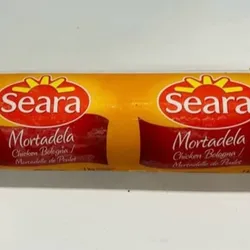 Seara
Mortadela
Chicken Bologna /
Mortadelle de Poulet
Seara
Mortadela
Chicken Bologna /
Mortadelle de Poulet